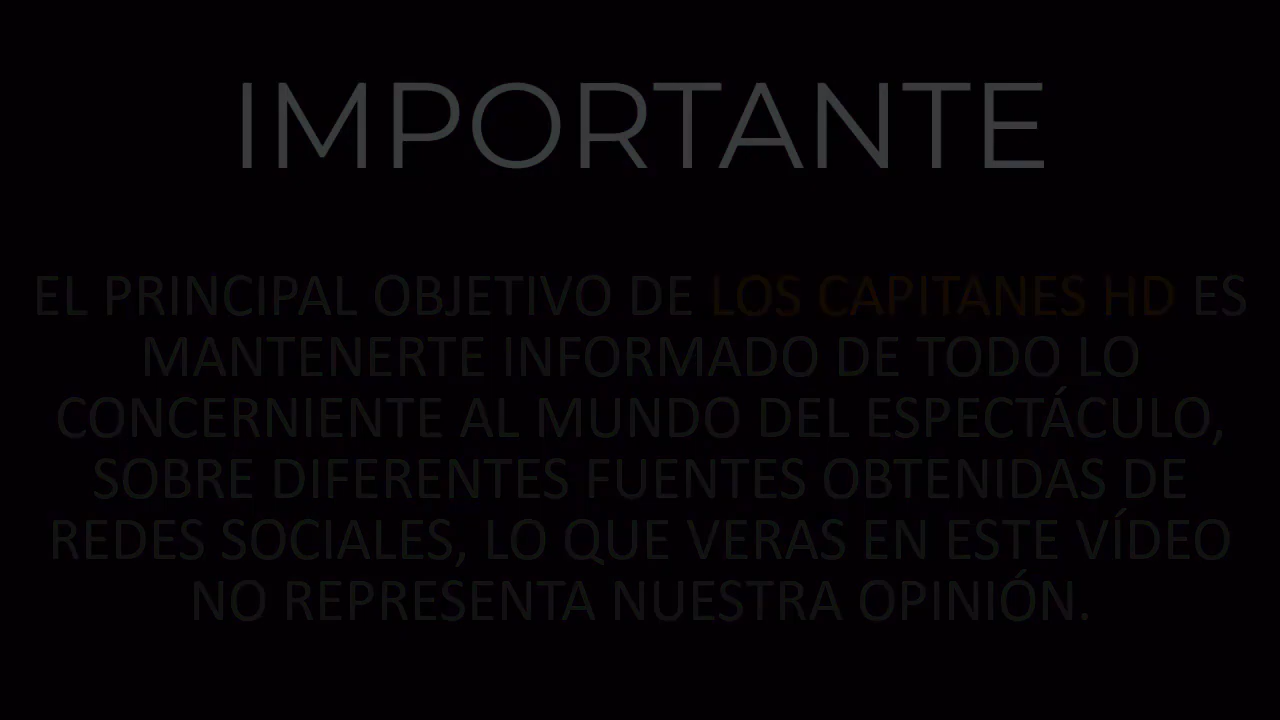 IMPORTANTE
EL PRINCIPAL OBJETIVO DE LOS CAPITANES HD ES
MANTENERTE INFORMADO DE TODO LO
CONCERNIENTE AL MUNDO DEL ESPECTÁCULO,
SOBRE DIFERENTES FUENTES OBTENIDAS DE
REDES SOCIALES, LO QUE VERAS EN ESTE VÍDEO
NO REPRESENTA NUESTRA OPINIÓN.